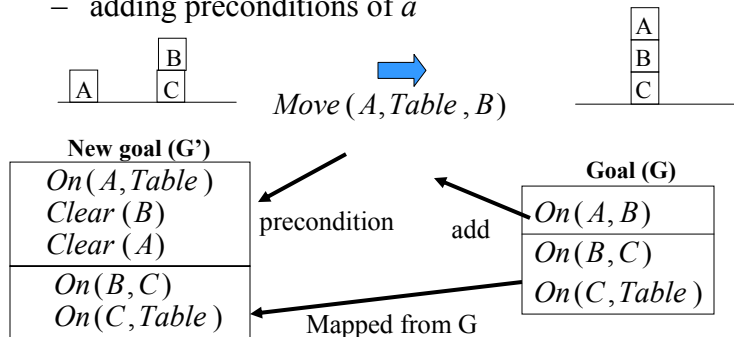 – adding preconditions of a
A
B
C
Move (A, Table , B)
A
B
C
New goal (G’)
On( A, Table )
Clear ( B)
Clear ( A)
On( B, C )
On( C, Table )
precondition
add
Mapped from G
Goal (G)
On( A, B)
On( B, C )
On( C, Table )